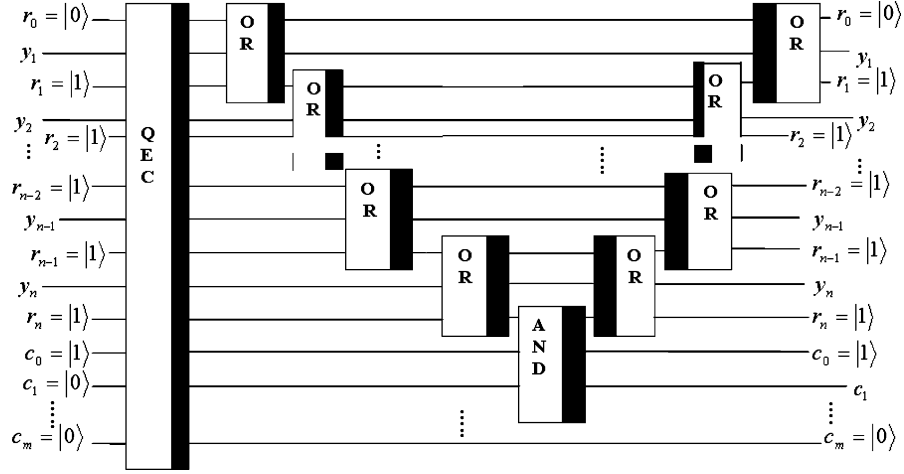 r₀ = |0⟩ O R O R r₀ = |0⟩
y₁ y₁
r₁ = |1⟩ O R O R r₁ = |1⟩
y₂ y₂
r₂ = |1⟩ Q E C r₂ = |1⟩
⋮ ⋮ ⋮ ⋮
rₙ₋₂ = |1⟩ O R O R rₙ₋₂ = |1⟩
yₙ₋₁ yₙ₋₁
rₙ₋₁ = |1⟩ O R O R rₙ₋₁ = |1⟩
yₙ yₙ
rₙ = |1⟩ A N D rₙ = |1⟩
c₀ = |1⟩ c₀ = |1⟩
c₁ = |0⟩ c₁
⋮ ⋮ ⋮
cₘ = |0⟩ cₘ = |0⟩